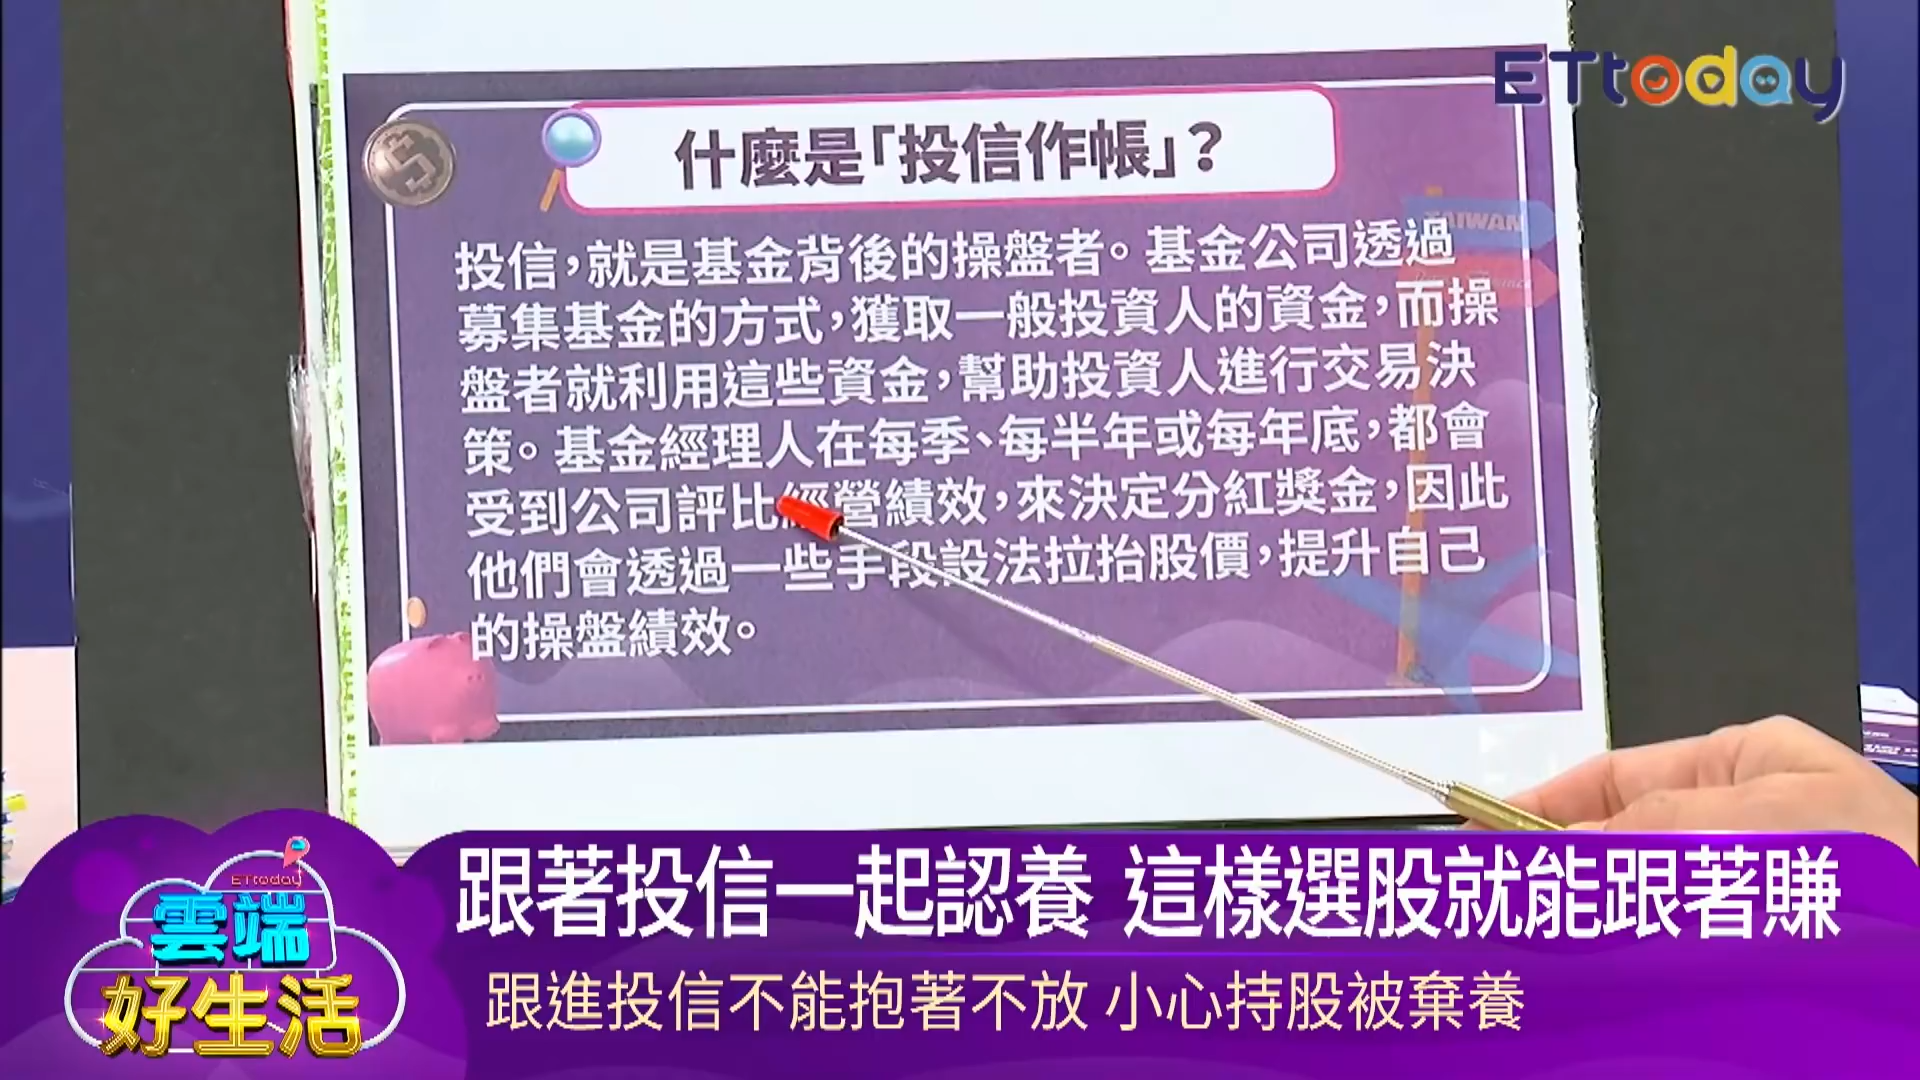 ETtoday
什麼是「投信作帳」？
TAIWAN
投信，就是基金背後的操盤者。基金公司透過
募集基金的方式，獲取一般投資人的資金，而操
盤者就利用這些資金，幫助投資人進行交易決
策。基金經理人在每季、每半年或每年底，都會
受到公司評比經營績效，來決定分紅獎金，因此
他們會透過一些手段設法拉抬股價，提升自己
的操盤績效。
ETtoday
雲端
好生活
跟著投信一起認養 這樣選股就能跟著賺
跟進投信不能抱著不放 小心持股被棄養